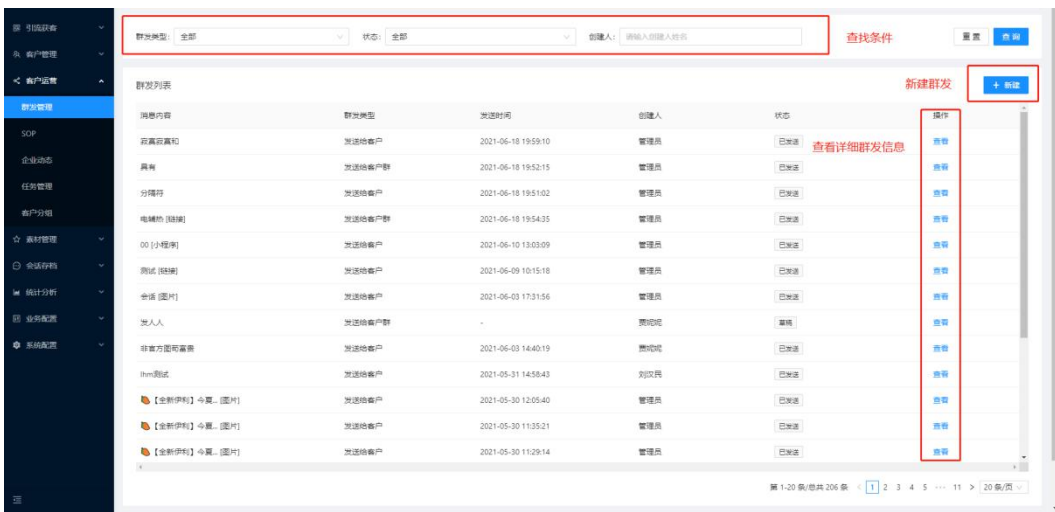 引流获客
客户管理
客户运营
群发管理
SOP
企业动态
任务管理
客户分组
素材管理
会话存档
统计分析
业务配置
系统配置
群发类型: 全部 状态: 全部 创建人: 请输入创建人姓名 查找条件 重置 查询
群发列表 新建群发 + 新建
消息内容 群发类型 发送时间 创建人 状态 操作
寂寞寂寞和 发送给客户 2021-06-18 19:59:10 管理员 已发送 查看
查看详细群发信息
具有 发送给客户群 2021-06-18 19:52:15 管理员 已发送 查看
分隔符 发送给客户 2021-06-18 19:51:02 管理员 已发送 查看
电辅热 [链接] 发送给客户群 2021-06-18 19:54:35 管理员 已发送 查看
00 [小程序] 发送给客户 2021-06-10 13:03:09 管理员 已发送 查看
测试 [链接] 发送给客户 2021-06-09 10:15:18 管理员 已发送 查看
会话 [图片] 发送给客户 2021-06-03 17:31:56 管理员 已发送 查看
发人人 发送给客户群 - 贾妮妮 草稿 查看
非官方图苟富贵 发送给客户 2021-06-03 14:40:19 贾妮妮 已发送 查看
lhm测试 发送给客户 2021-05-31 14:58:43 刘汉民 已发送 查看
【全新伊利】今夏... [图片] 发送给客户 2021-05-30 12:05:40 管理员 已发送 查看
【全新伊利】今夏... [图片] 发送给客户 2021-05-30 11:35:21 管理员 已发送 查看
【全新伊利】今夏... [图片] 发送给客户 2021-05-30 11:29:14 管理员 已发送 查看
第 1-20 条/总共 206 条 < 1 2 3 4 5 ··· 11 > 20 条/页